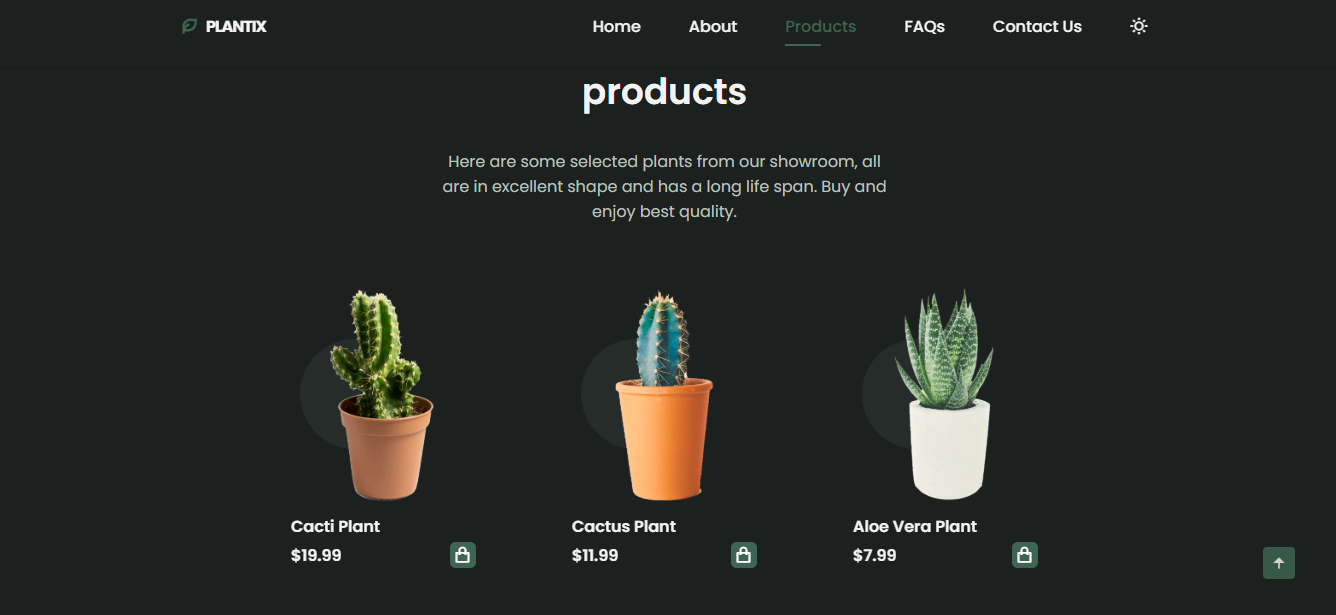 PLANTIX
Home About Products FAQs Contact Us
products
Here are some selected plants from our showroom, all
are in excellent shape and has a long life span. Buy and
enjoy best quality.
Cacti Plant
$19.99
Cactus Plant
$11.99
Aloe Vera Plant
$7.99